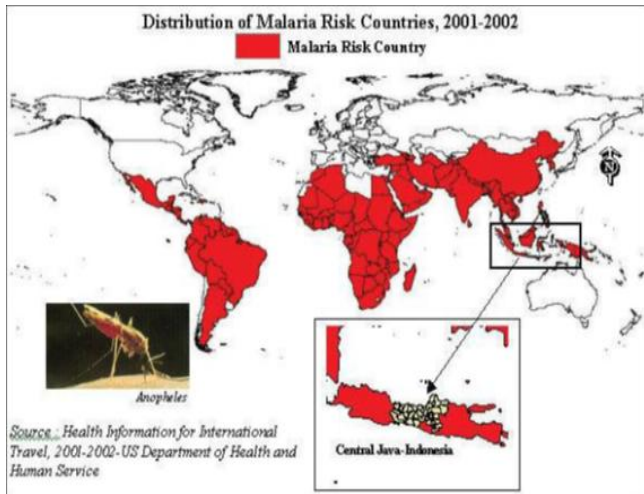 Distribution of Malaria Risk Countries, 2001-2002
Malaria Risk Country
N
Anopheles
Source : Health Information for International
Travel, 2001-2002-US Department of Health and
Human Service
Central Java-Indonesia